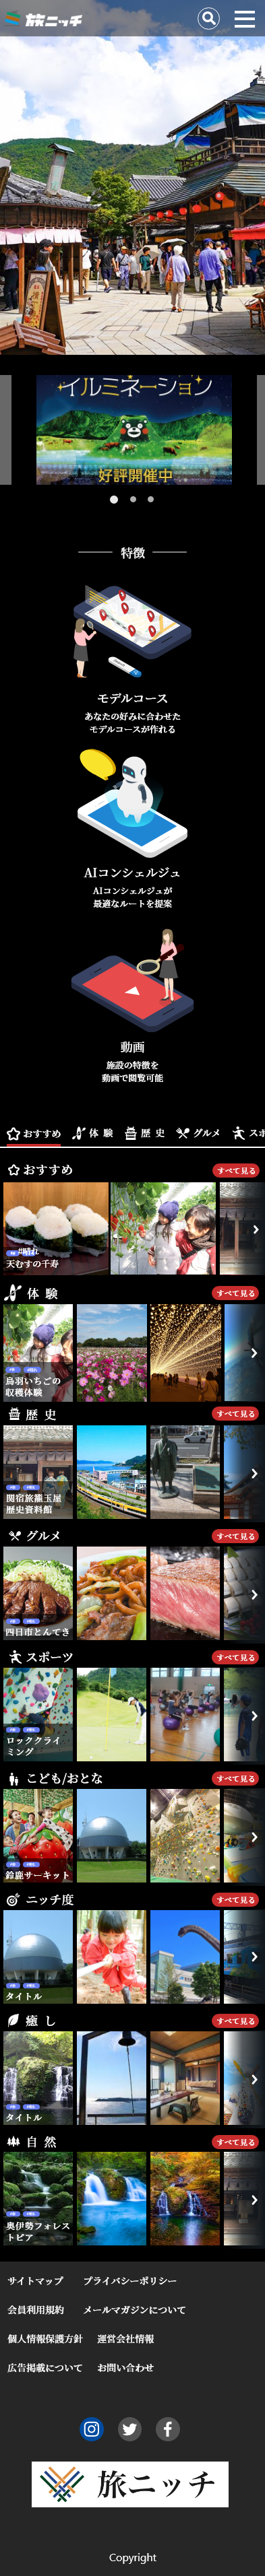 旅ニッチ
イルミネーション
好評開催中
特徴
モデルコース
あなたの好みに合わせた
モデルコースが作れる
AIコンシェルジュ
AIコンシェルジュが
最適なルートを提案
動画
施設の特徴を
動画で閲覧可能
おすすめ 体 験 歴 史 グルメ スポ
おすすめ すべて見る
#晴れ
天むすの千寿
体 験 すべて見る
鳥羽いちごの
収穫体験
歴 史 すべて見る
関宿旅籠玉屋
歴史資料館
グルメ すべて見る
四日市とんてき
スポーツ すべて見る
ロッククライ
ミング
こども/おとな すべて見る
鈴鹿サーキット
ニッチ度 すべて見る
タイトル
癒 し すべて見る
タイトル
自 然 すべて見る
奥伊勢フォレス
トピア
サイトマップ プライバシーポリシー
会員利用規約 メールマガジンについて
個人情報保護方針 運営会社情報
広告掲載について お問い合わせ
旅ニッチ
Copyright